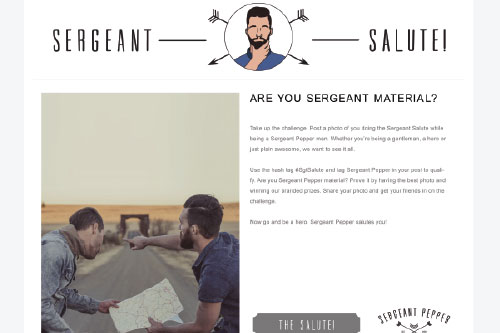 SERGEANT SALUTE!
ARE YOU SERGEANT MATERIAL?
Take up the challenge. Post a photo of you doing the Sergeant Salute while
being a Sergeant Pepper man. Whether you're being a gentleman, a hero or
just plain awesome, we want to see it all.
Use the hash tag #SgtSalute and tag Sergeant Pepper in your post to quali-
fy. Are you Sergeant Pepper material? Prove it by having the best photo and
winning our branded prizes. Share your photo and get your friends in on the
challenge.
Now go and be a hero. Sergeant Pepper salutes you!
THE SALUTE!
SERGEANT PEPPER